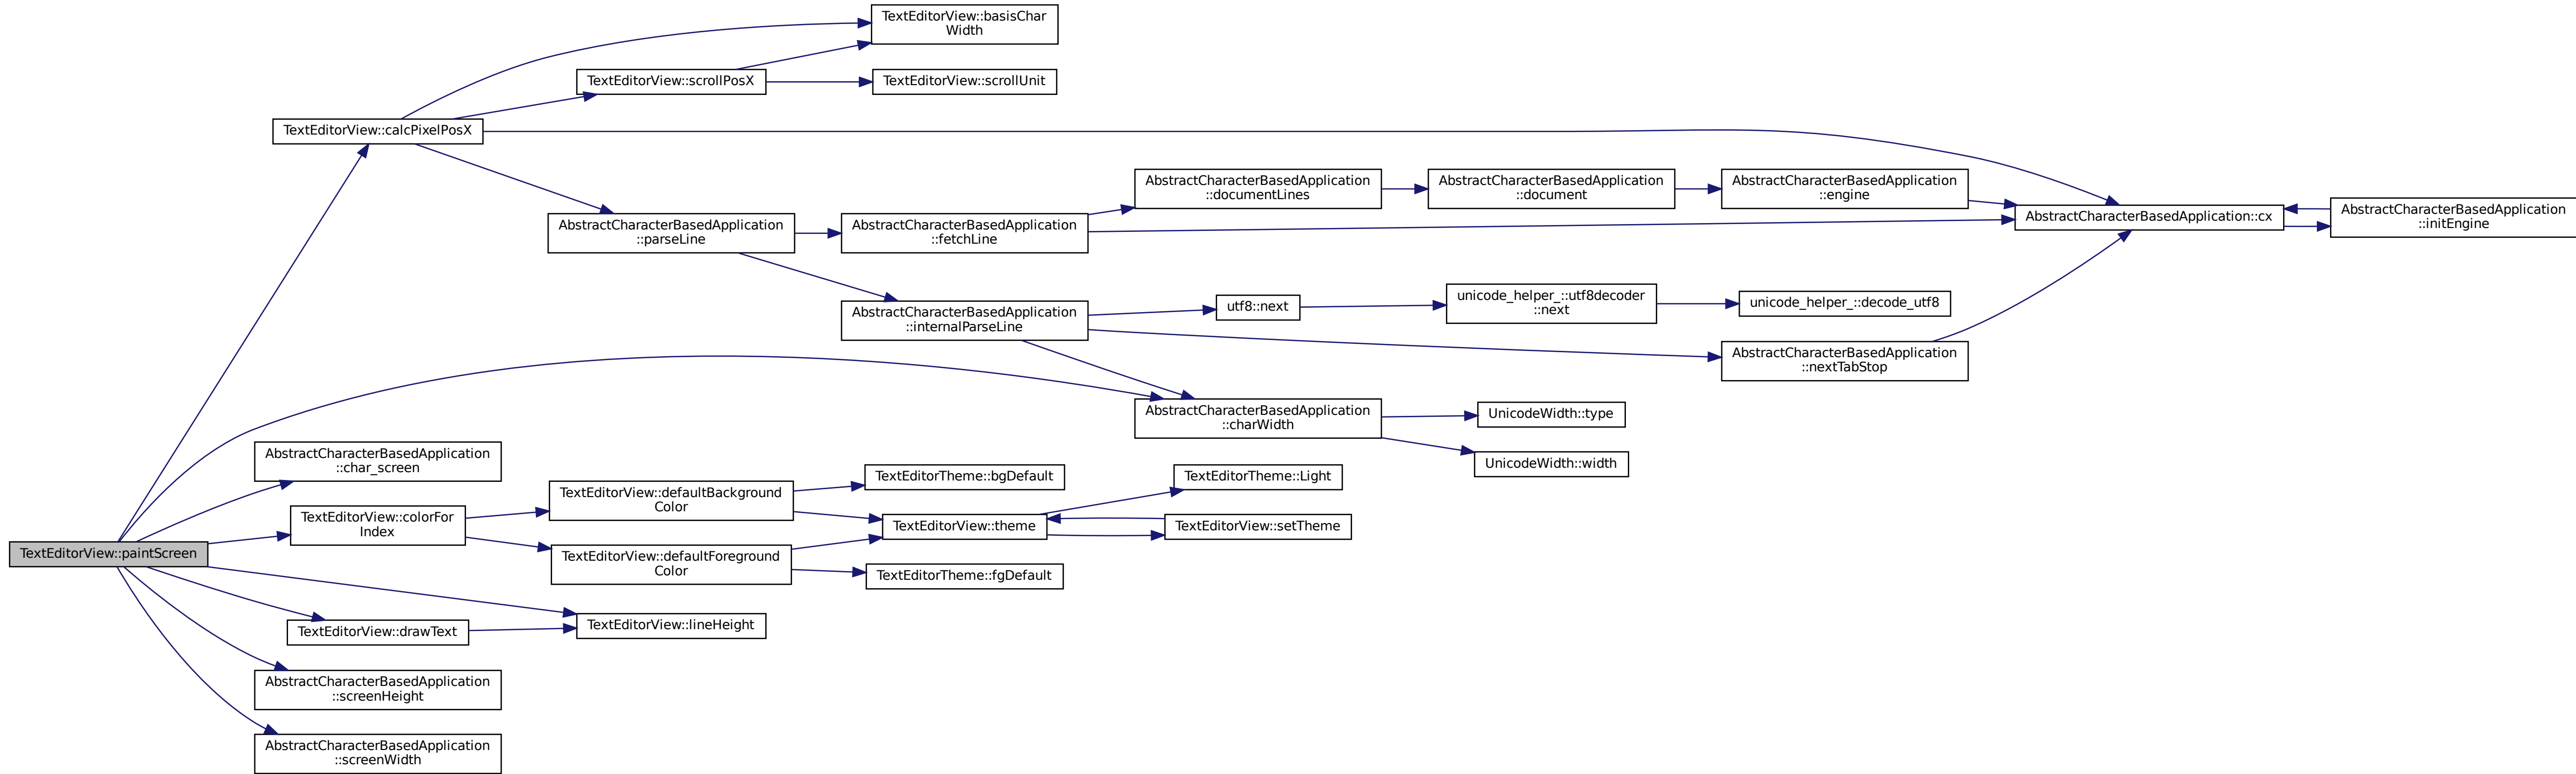 TextEditorView::basisChar
Width
TextEditorView::scrollPosX
TextEditorView::scrollUnit
TextEditorView::calcPixelPosX
AbstractCharacterBasedApplication
::documentLines
AbstractCharacterBasedApplication
::document
AbstractCharacterBasedApplication
::engine
AbstractCharacterBasedApplication::cx
AbstractCharacterBasedApplication
::initEngine
AbstractCharacterBasedApplication
::parseLine
AbstractCharacterBasedApplication
::fetchLine
AbstractCharacterBasedApplication
::internalParseLine
utf8::next
unicode_helper_::utf8decoder
::next
unicode_helper_::decode_utf8
AbstractCharacterBasedApplication
::nextTabStop
AbstractCharacterBasedApplication
::charWidth
UnicodeWidth::type
UnicodeWidth::width
AbstractCharacterBasedApplication
::char_screen
TextEditorView::colorFor
Index
TextEditorView::defaultBackground
Color
TextEditorTheme::bgDefault
TextEditorTheme::Light
TextEditorView::theme
TextEditorView::setTheme
TextEditorView::paintScreen
TextEditorView::defaultForeground
Color
TextEditorTheme::fgDefault
TextEditorView::drawText
TextEditorView::lineHeight
AbstractCharacterBasedApplication
::screenHeight
AbstractCharacterBasedApplication
::screenWidth